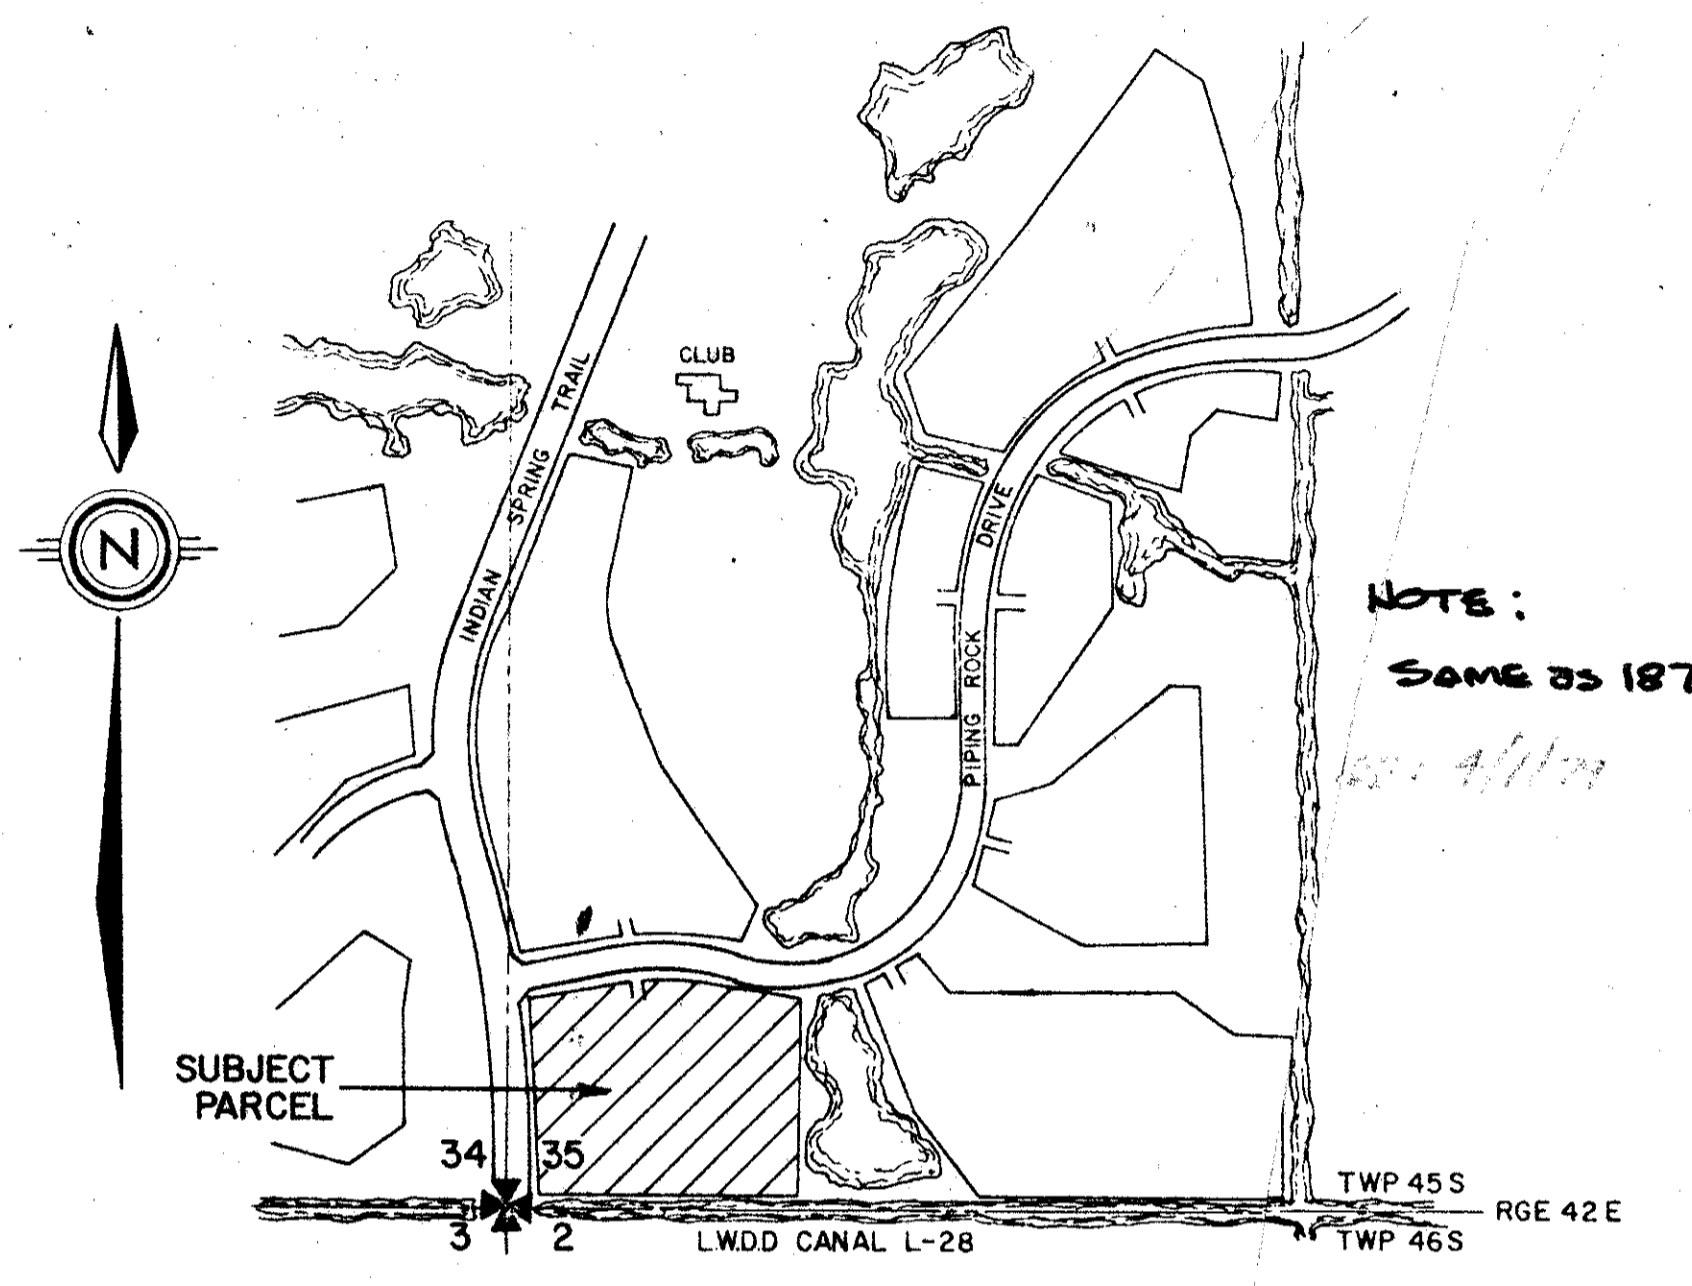 CLUB
INDIAN SPRING TRAIL
PIPING ROCK DRIVE
N
NOTE:
SAME as 187
SUBJECT
PARCEL
34 35
3 2
L.W.D.D CANAL L-28
TWP 45 S
RGE 42 E
TWP 46 S